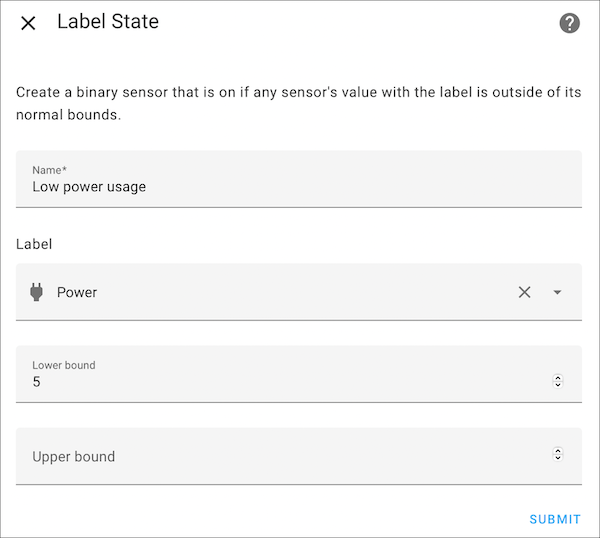 Label State
Create a binary sensor that is on if any sensor's value with the label is outside of its
normal bounds.
Name*
Low power usage
Label
Power
Lower bound
5
Upper bound
SUBMIT